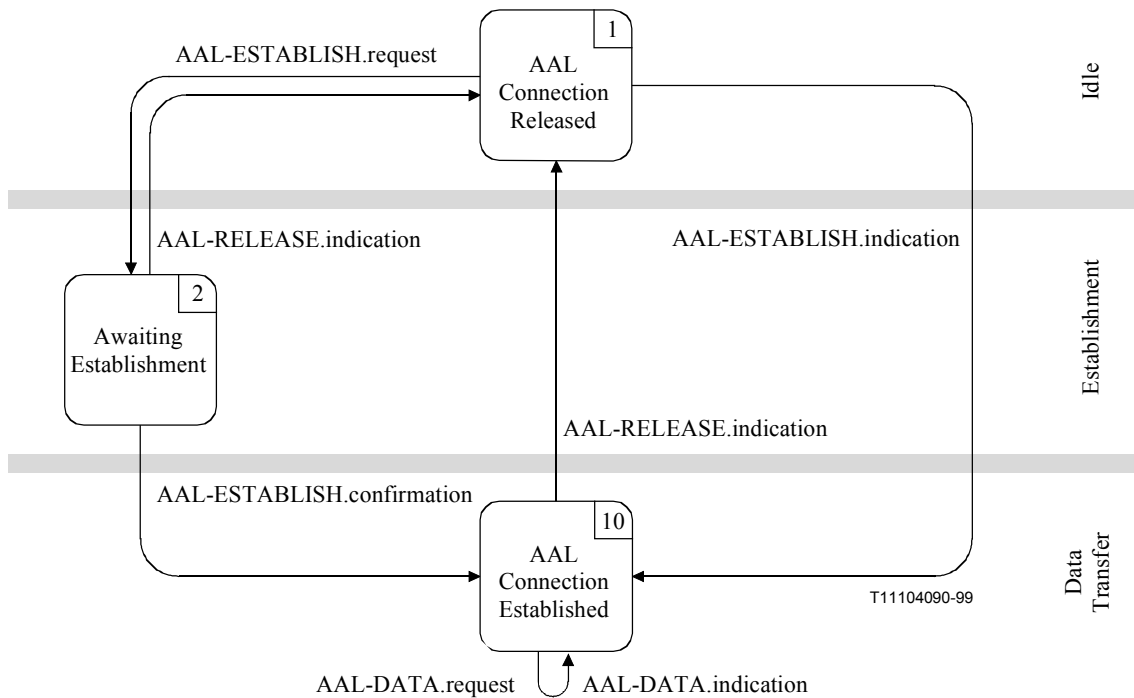 1
AAL-ESTABLISH.request
AAL
Connection
Released
Idle
AAL-RELEASE.indication
AAL-ESTABLISH.indication
2
Awaiting
Establishment
Establishment
AAL-RELEASE.indication
AAL-ESTABLISH.confirmation
10
AAL
Connection
Established
Data
Transfer
T11104090-99
AAL-DATA.request
AAL-DATA.indication